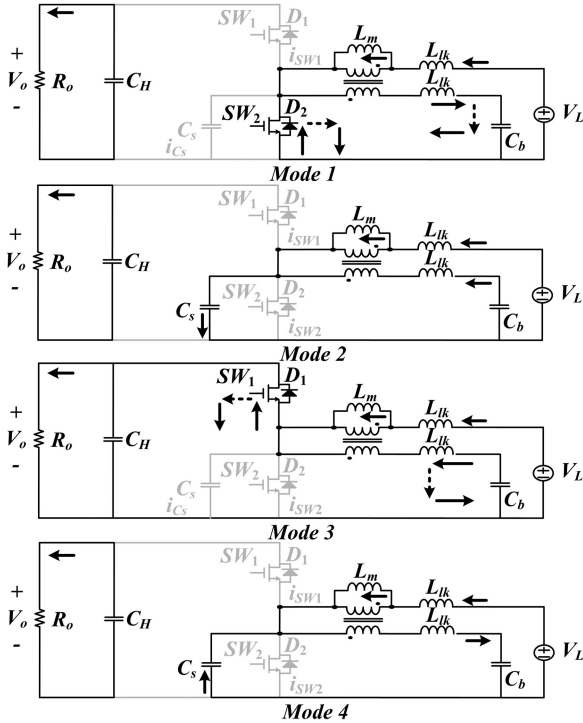 SW1 D1
iSW1
+
Vo
-
Ro
CH
Lm
Llk
Llk
SW2 D2
Cs
iCs
Cb
VL
Mode 1
SW1 D1
iSW1
+
Vo
-
Ro
CH
Lm
Llk
Llk
SW2 D2
iSW2
Cs
Cb
VL
Mode 2
SW1 D1
+
Vo
-
Ro
CH
Lm
Llk
Llk
SW2 D2
iSW2
Cs
iCs
Cb
VL
Mode 3
SW1 D1
iSW1
+
Vo
-
Ro
CH
Lm
Llk
Llk
SW2 D2
iSW2
Cs
Cb
VL
Mode 4